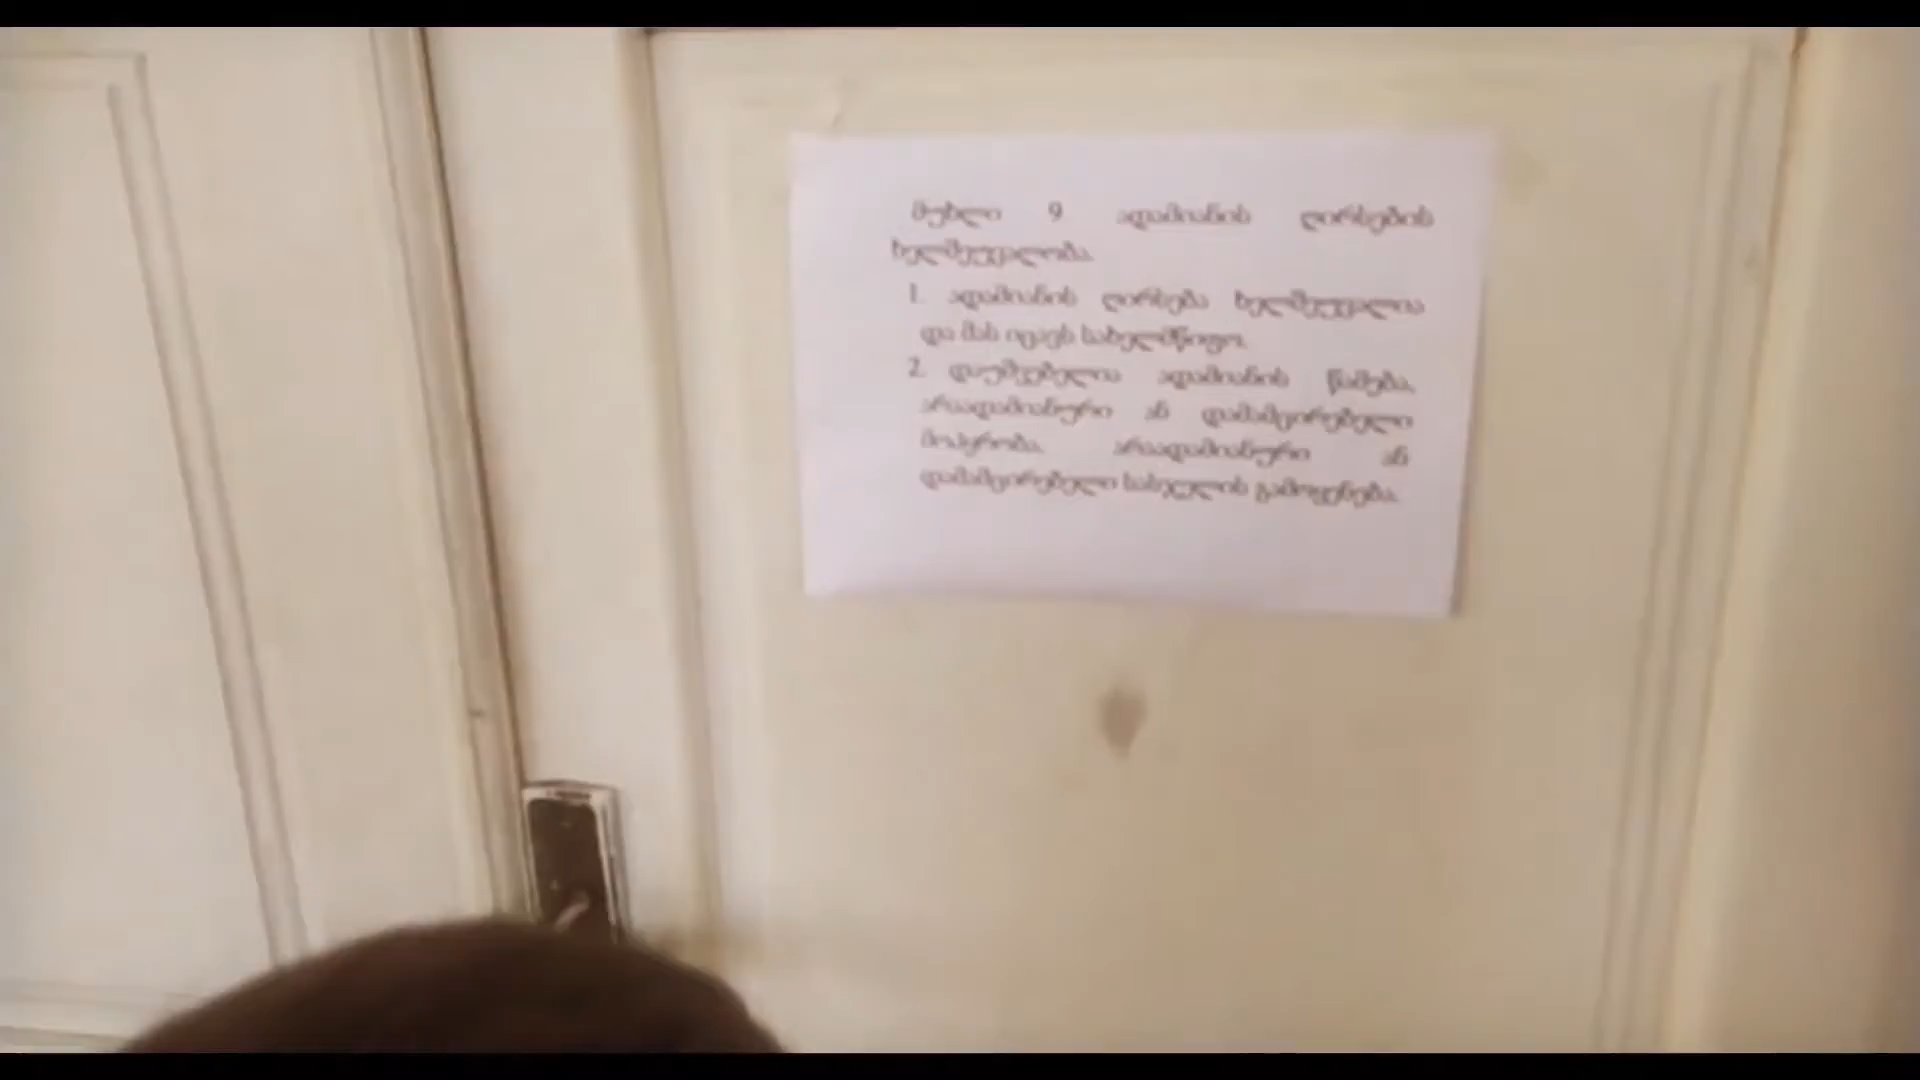 მუხლი 9 ადამიანის ღირსების
ხელშეუვალობა
1. ადამიანის ღირსება ხელშეუვალია
და მას იცავს სახელმწიფო.
2. დაუშვებელია ადამიანის წამება,
არაადამიანური ან დამამცირებელი
მოპყრობა, არაადამიანური ან
დამამცირებელი სასჯელის გამოყენება.